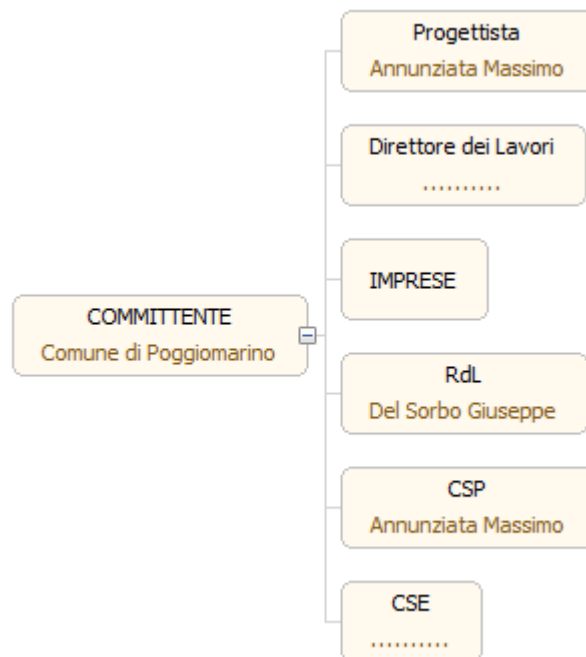 Progettista
Annunziata Massimo
Direttore dei Lavori
..........
IMPRESE
COMMITTENTE
Comune di Poggiomarino
RdL
Del Sorbo Giuseppe
CSP
Annunziata Massimo
CSE
..........